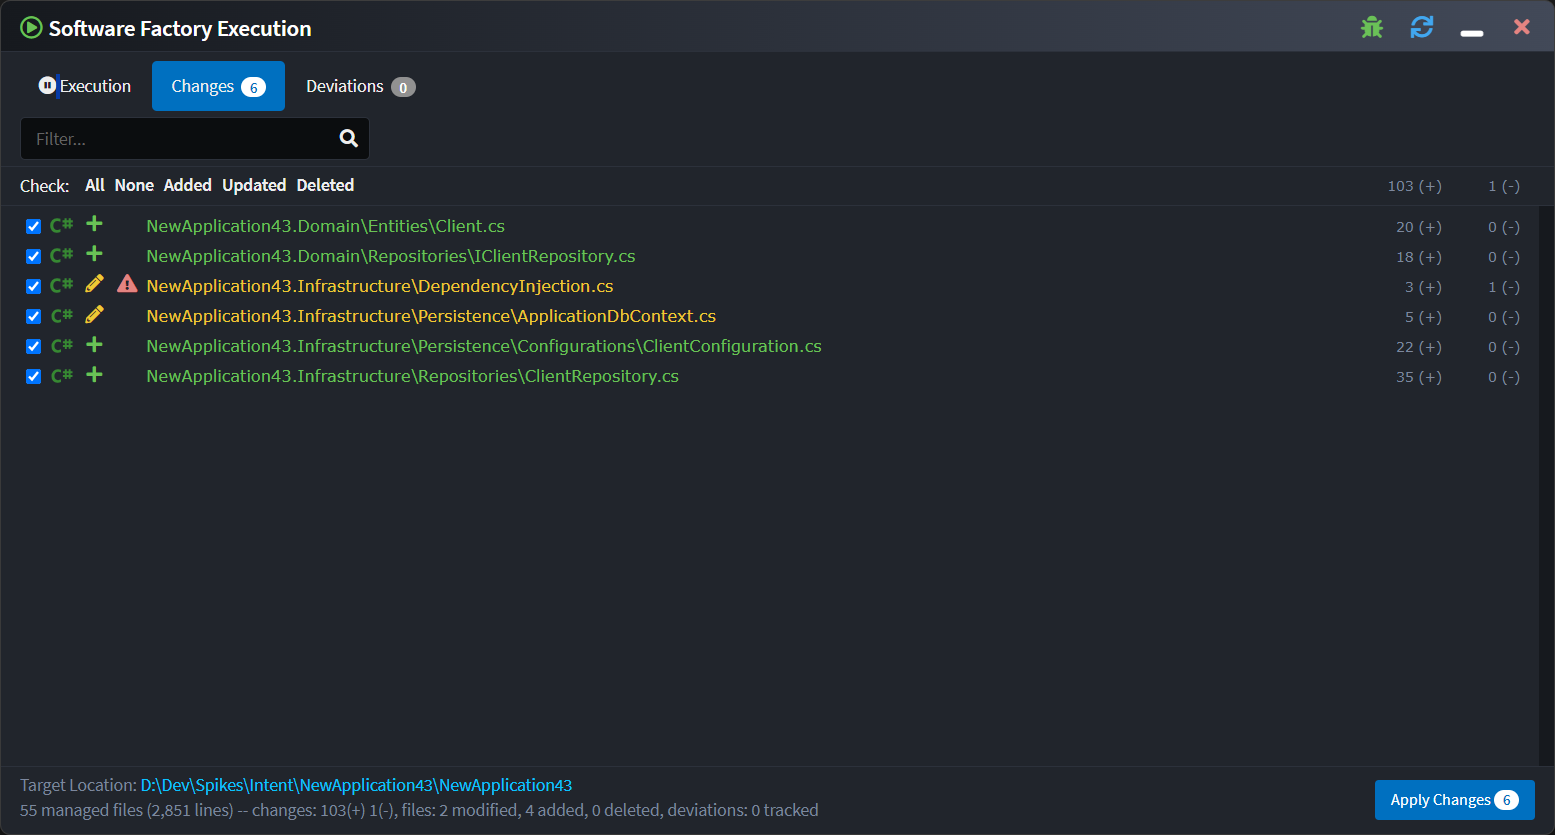 Software Factory Execution
Execution Changes 6 Deviations 0
Filter...
Check: All None Added Updated Deleted 103 (+) 1 (-)
C# NewApplication43.Domain\Entities\Client.cs 20 (+) 0 (-)
C# NewApplication43.Domain\Repositories\IClientRepository.cs 18 (+) 0 (-)
C# NewApplication43.Infrastructure\DependencyInjection.cs 3 (+) 1 (-)
C# NewApplication43.Infrastructure\Persistence\ApplicationDbContext.cs 5 (+) 0 (-)
C# NewApplication43.Infrastructure\Persistence\Configurations\ClientConfiguration.cs 22 (+) 0 (-)
C# NewApplication43.Infrastructure\Repositories\ClientRepository.cs 35 (+) 0 (-)
Target Location: D:\Dev\Spikes\Intent\NewApplication43\NewApplication43
55 managed files (2,851 lines) -- changes: 103(+) 1(-), files: 2 modified, 4 added, 0 deleted, deviations: 0 tracked
Apply Changes 6